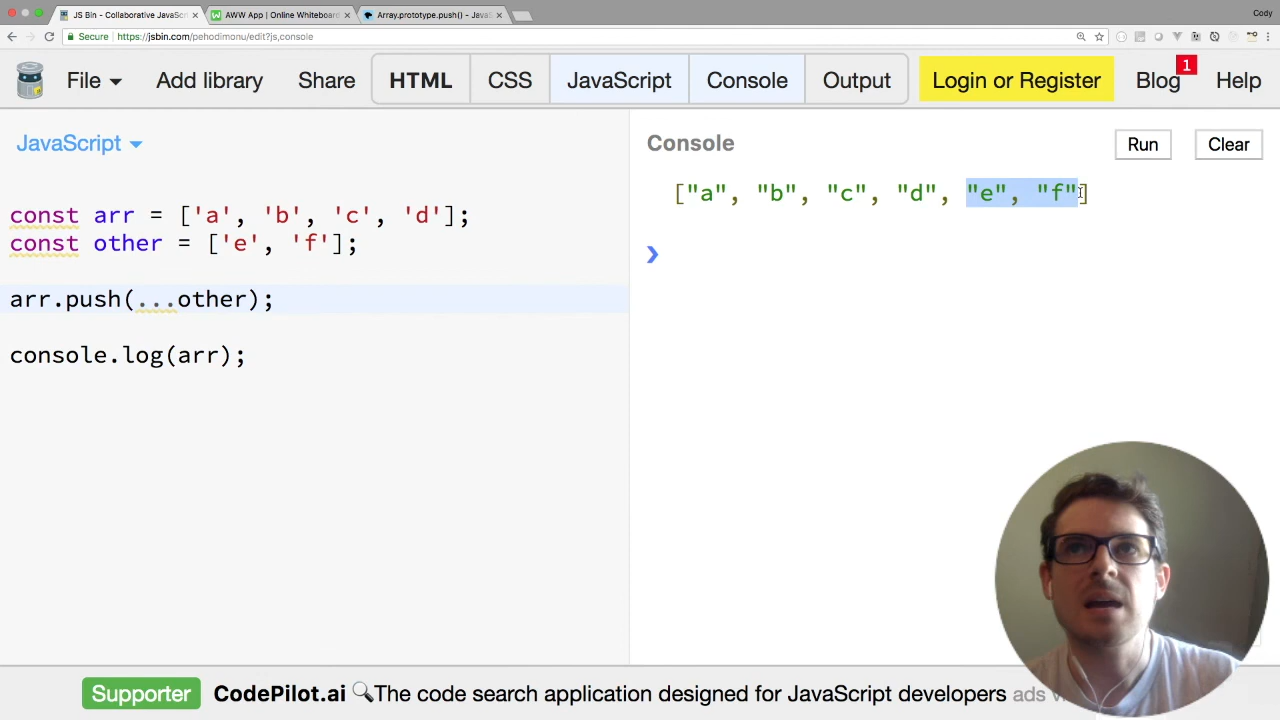 JS Bin - Collaborative JavaSc
AWW App | Online Whiteboard
Array.prototype.push() - JavaS
Cody
Secure
https://jsbin.com/pehodimonu/edit?js,console
File
Add library
Share
HTML
CSS
JavaScript
Console
Output
Login or Register
Blog
1
Help
JavaScript
Console
Run
Clear
const arr = ['a', 'b', 'c', 'd'];
const other = ['e', 'f'];
arr.push(...other);
console.log(arr);
["a", "b", "c", "d", "e", "f"]
Supporter
CodePilot.ai 🔍The code search application designed for JavaScript developers
ads